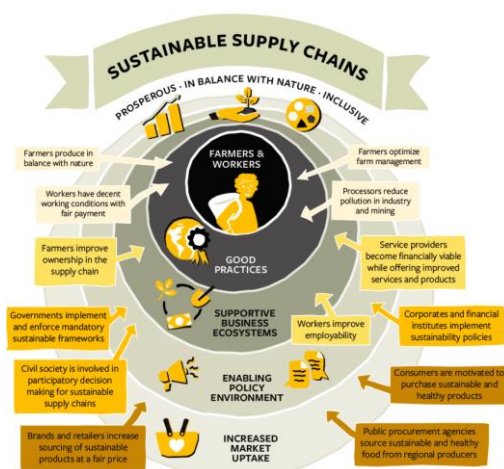 SUSTAINABLE SUPPLY CHAINS
PROSPEROUS - IN BALANCE WITH NATURE - INCLUSIVE
FARMERS &
WORKERS
Farmers produce in
balance with nature
Farmers optimize
farm management
Workers have decent
working conditions with
fair payment
Processors reduce
pollution in industry
and mining
Farmers improve
ownership in the
supply chain
GOOD
PRACTICES
Service providers
become financially viable
while offering improved
services and products
Governments implement
and enforce mandatory
sustainable frameworks
SUPPORTIVE
BUSINESS
ECOSYSTEMS
Workers improve
employability
Corporates and financial
institutes implement
sustainability policies
Civil society is involved in
participatory decision
making for sustainable
supply chains
ENABLING
POLICY
ENVIRONMENT
Consumers are motivated to
purchase sustainable and
healthy products
Brands and retailers increase
sourcing of sustainable
products at a fair price
INCREASED
MARKET
UPTAKE
Public procurement agencies
source sustainable and healthy
food from regional producers